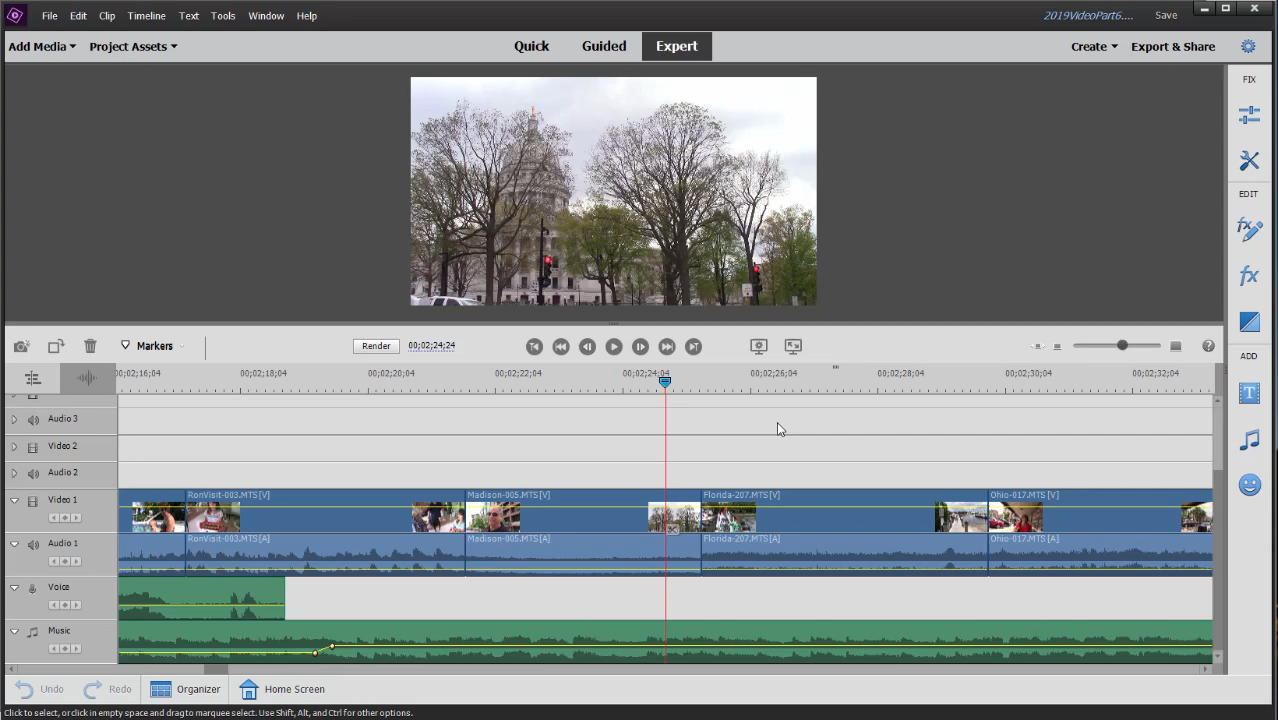 File Edit Clip Timeline Text Tools Window Help 2019VideoPart6.... Save
Add Media Project Assets Quick Guided Expert Create Export & Share
FIX
EDIT
Markers Render 00;02;24;24
ADD
00;02;16;04 00;02;18;04 00;02;20;04 00;02;22;04 00;02;24;04 00;02;26;04 00;02;28;04 00;02;30;04 00;02;32;04
Audio 3
Video 2
Audio 2
Video 1 RonVisit-003.MTS [V] Madison-005.MTS [V] Florida-207.MTS [V] Ohio-017.MTS [V]
Audio 1 RonVisit-003.MTS [A] Madison-005.MTS [A] Florida-207.MTS [A] Ohio-017.MTS [A]
Voice
Music
Undo Redo Organizer Home Screen
Click to select, or click in empty space and drag to marquee select. Use Shift, Alt, and Ctrl for other options.